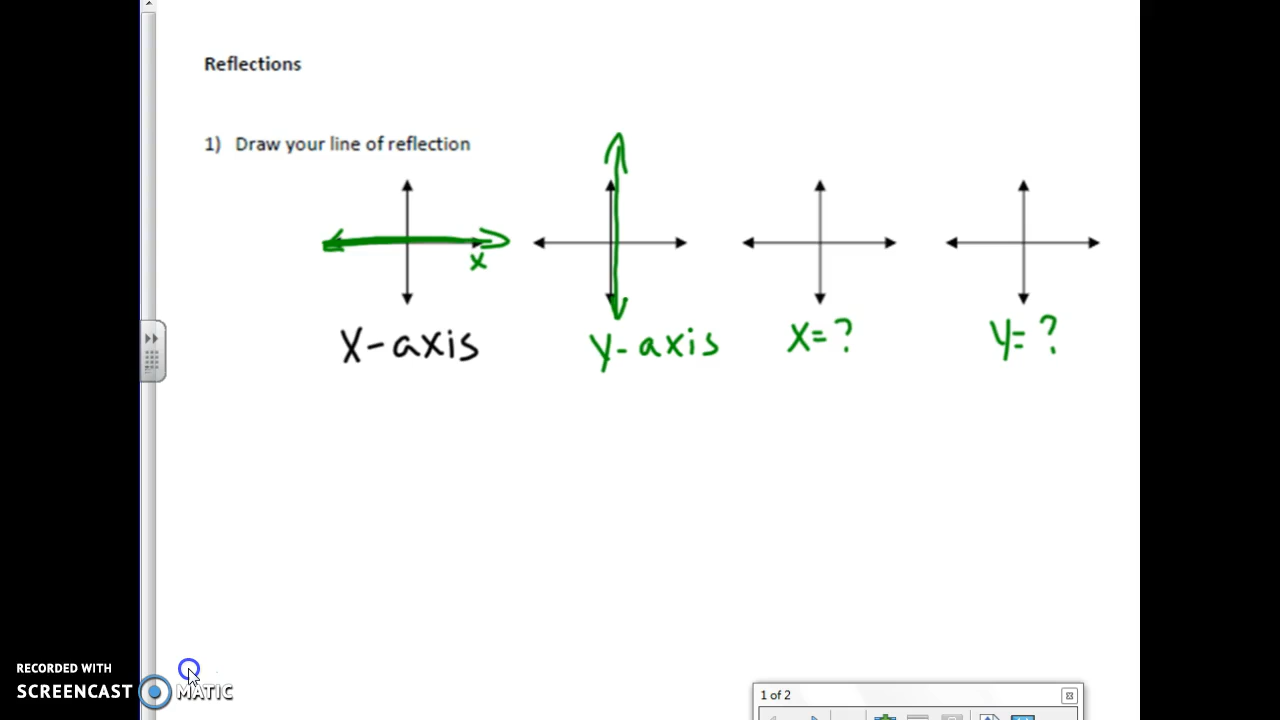 Reflections
1) Draw your line of reflection
x
X-axis
y-axis
x=?
y=?
RECORDED WITH
SCREENCAST MATIC
1 of 2